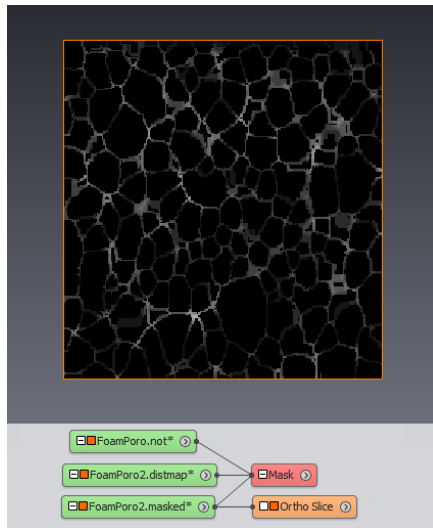 FoamPoro.not*
FoamPoro2.distmap*
Mask
FoamPoro2.masked*
Ortho Slice